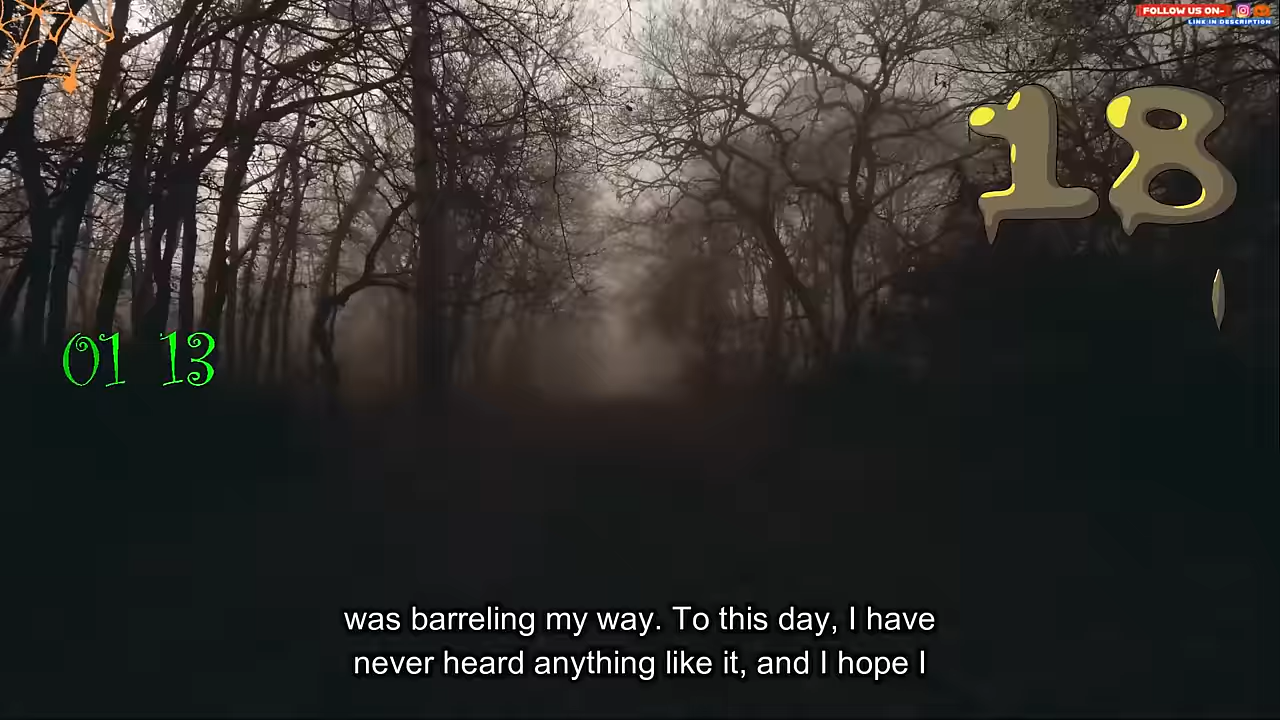 FOLLOW US ON-
LINK IN DESCRIPTION
18
01 13
was barreling my way. To this day, I have
never heard anything like it, and I hope I